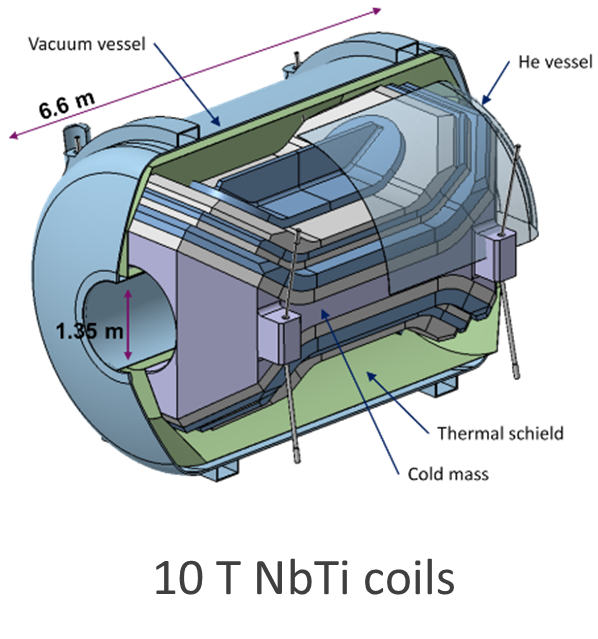 Vacuum vessel
He vessel
6.6 m
1.35 m
Thermal schield
Cold mass
10 T NbTi coils